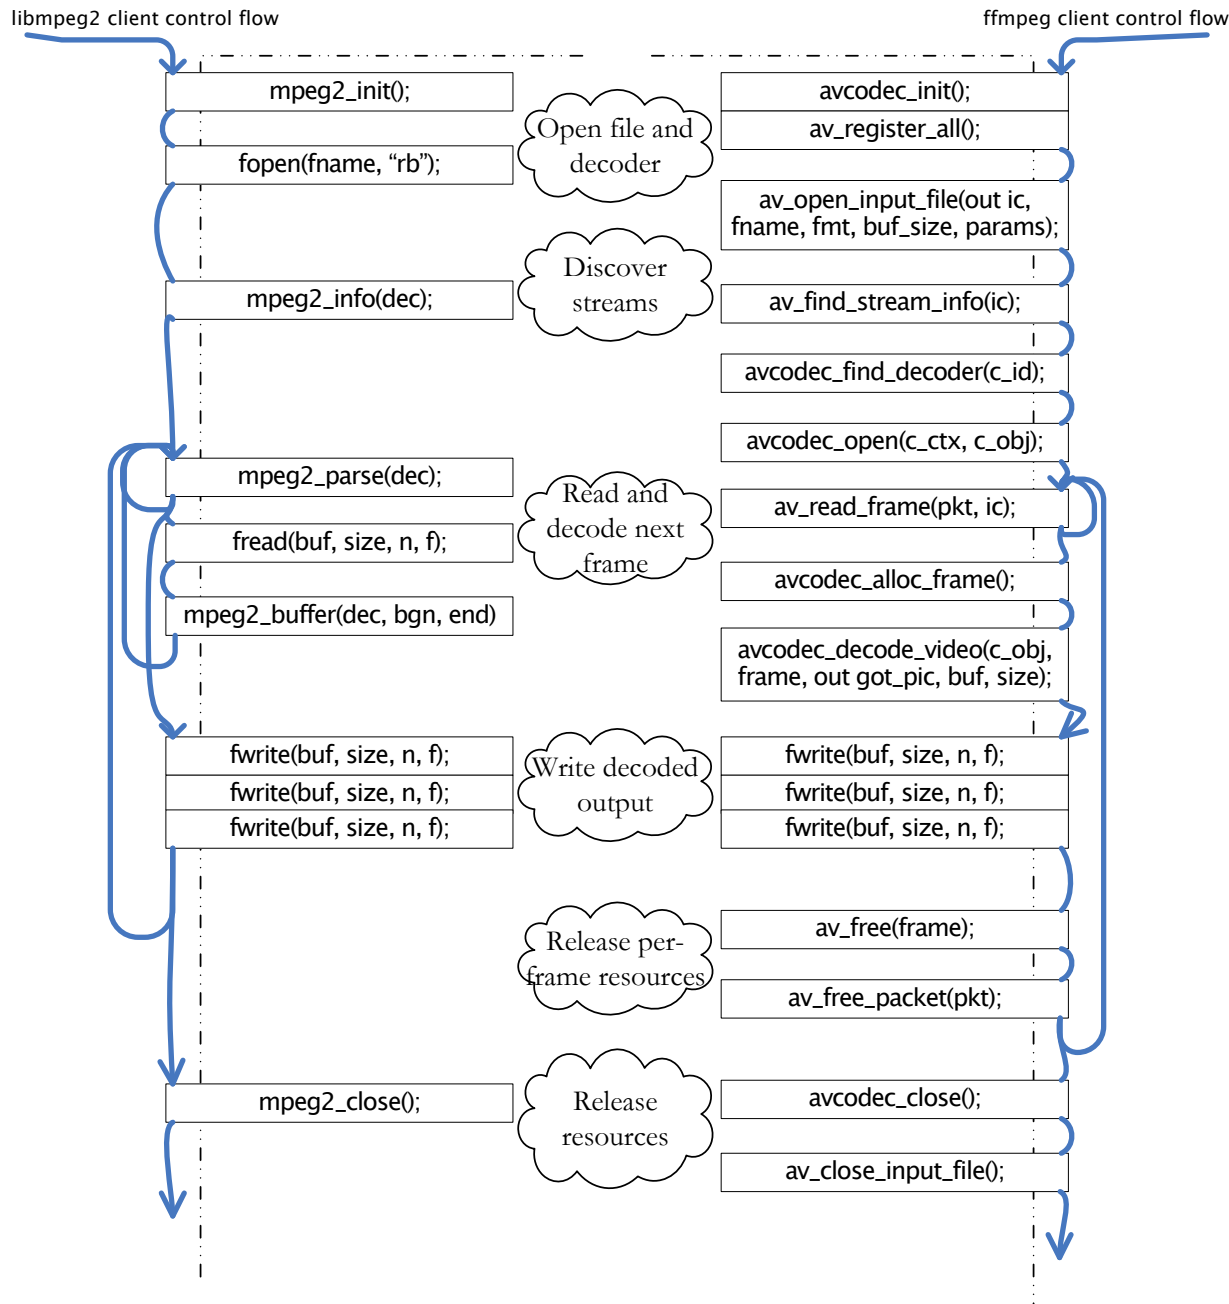 libmpeg2 client control flow
ffmpeg client control flow
mpeg2_init();
fopen(fname, “rb”);
mpeg2_info(dec);
mpeg2_parse(dec);
fread(buf, size, n, f);
mpeg2_buffer(dec, bgn, end)
fwrite(buf, size, n, f);
fwrite(buf, size, n, f);
fwrite(buf, size, n, f);
mpeg2_close();
Open file and
decoder
Discover
streams
Read and
decode next
frame
Write decoded
output
Release per-
frame resources
Release
resources
avcodec_init();
av_register_all();
av_open_input_file(out ic,
fname, fmt, buf_size, params);
av_find_stream_info(ic);
avcodec_find_decoder(c_id);
avcodec_open(c_ctx, c_obj);
av_read_frame(pkt, ic);
avcodec_alloc_frame();
avcodec_decode_video(c_obj,
frame, out got_pic, buf, size);
fwrite(buf, size, n, f);
fwrite(buf, size, n, f);
fwrite(buf, size, n, f);
av_free(frame);
av_free_packet(pkt);
avcodec_close();
av_close_input_file();